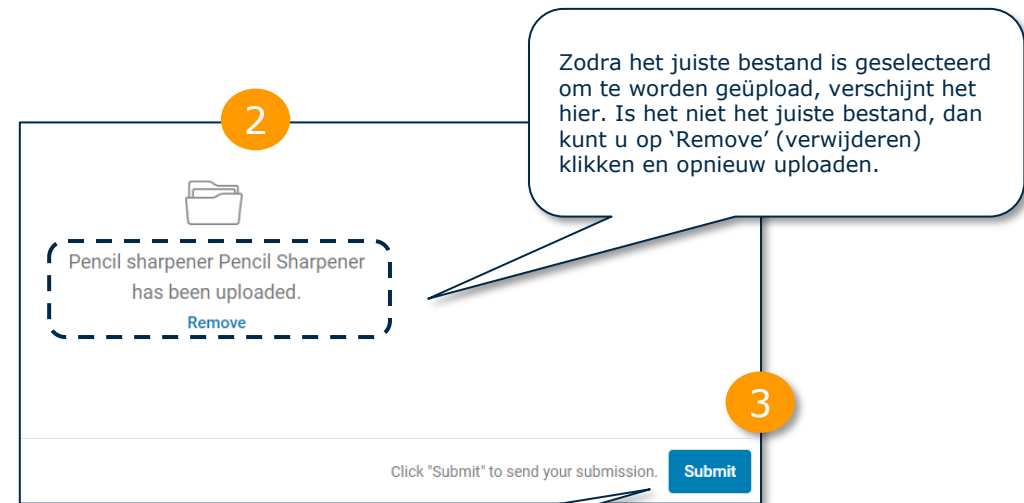 Zodra het juiste bestand is geselecteerd
om te worden geüpload, verschijnt het
hier. Is het niet het juiste bestand, dan
kunt u op ‘Remove’ (verwijderen)
klikken en opnieuw uploaden.
2
Pencil sharpener Pencil Sharpener
has been uploaded.
Remove
3
Click "Submit" to send your submission.
Submit